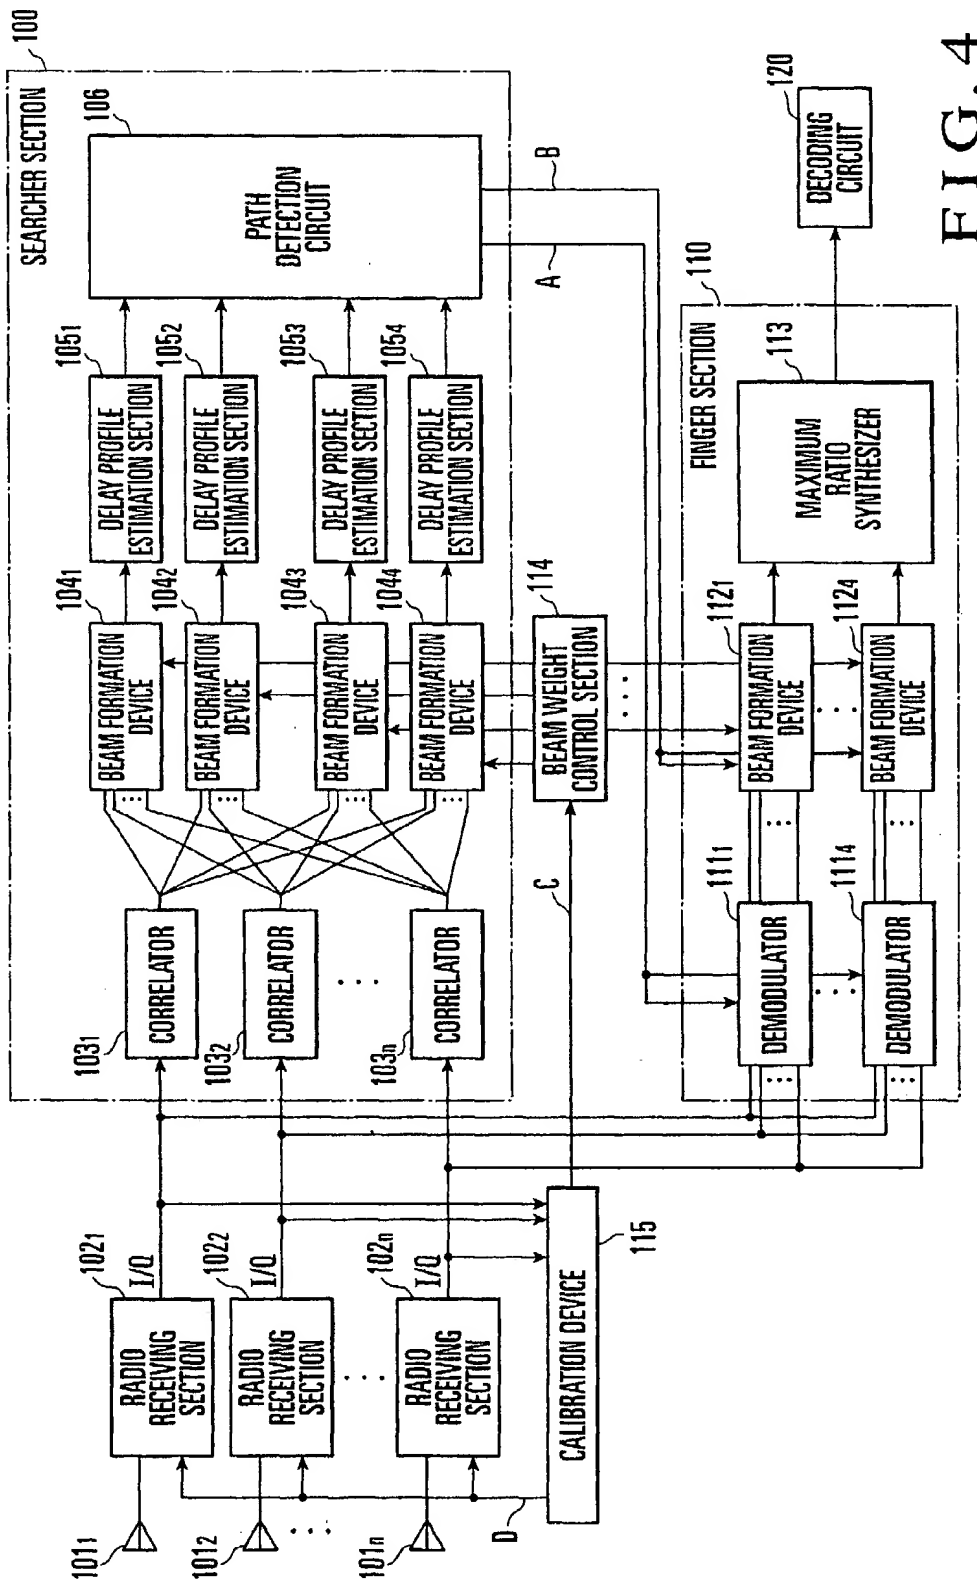 SEARCHER SECTION
100
PATH
DETECTION
CIRCUIT
106
DELAY PROFILE
ESTIMATION SECTION
1051
DELAY PROFILE
ESTIMATION SECTION
1052
DELAY PROFILE
ESTIMATION SECTION
1053
DELAY PROFILE
ESTIMATION SECTION
1054
BEAM FORMATION
DEVICE
1041
BEAM FORMATION
DEVICE
1042
BEAM FORMATION
DEVICE
1043
BEAM FORMATION
DEVICE
1044
CORRELATOR
1031
CORRELATOR
1032
CORRELATOR
103n
RADIO
RECEIVING
SECTION
1021
I/Q
RADIO
RECEIVING
SECTION
1022
I/Q
RADIO
RECEIVING
SECTION
102n
I/Q
1011
1012
101n
D
CALIBRATION DEVICE
115
C
BEAM WEIGHT
CONTROL SECTION
114
A
B
FINGER SECTION
110
DEMODULATOR
1111
DEMODULATOR
1114
BEAM FORMATION
DEVICE
1121
BEAM FORMATION
DEVICE
1124
MAXIMUM
RATIO
SYNTHESIZER
113
DECODING
CIRCUIT
120
FIG. 4